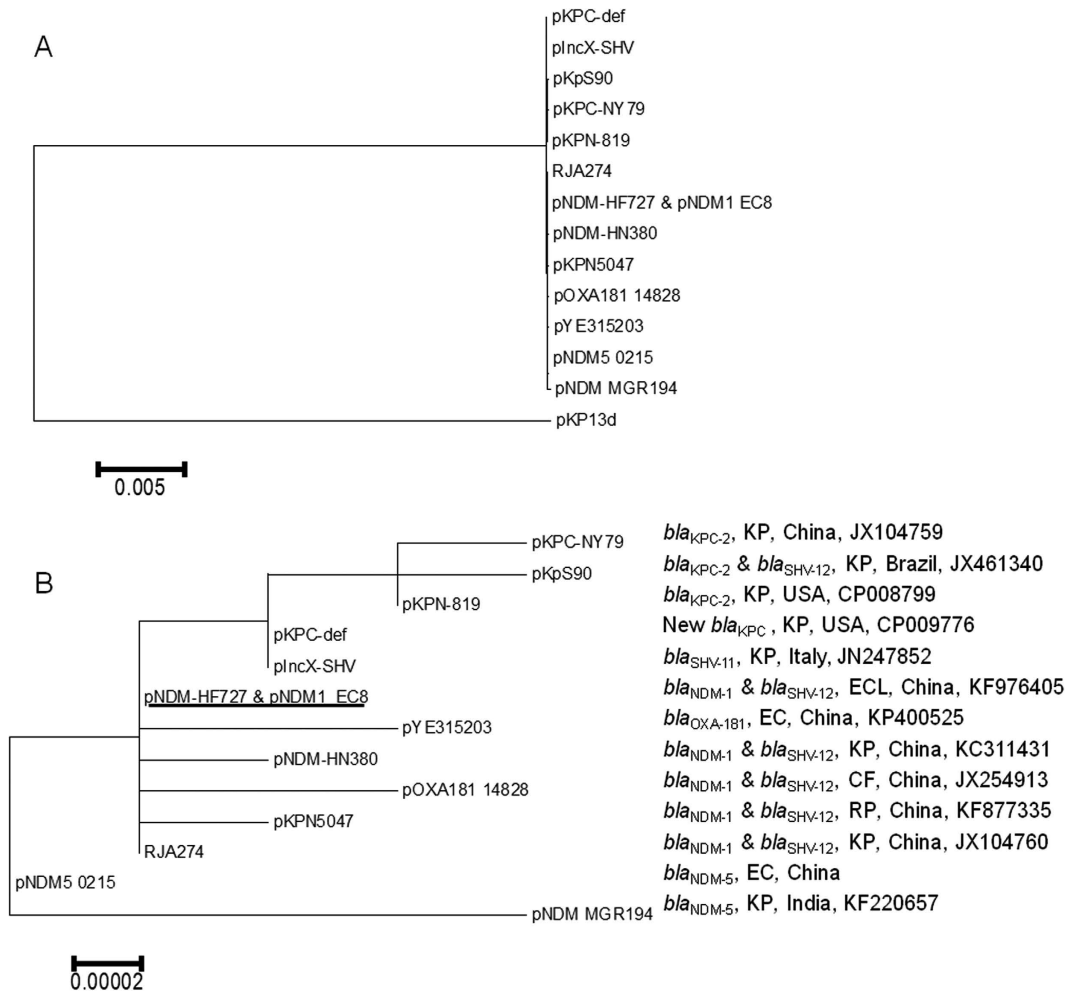 A
pKPC-def
pIncX-SHV
pKpS90
pKPC-NY79
pKPN-819
RJA274
pNDM-HF727 & pNDM1 EC8
pNDM-HN380
pKPN5047
pOXA181 14828
pYE315203
pNDM5 0215
pNDM MGR194
pKP13d
0.005
B
pKPC-NY79 blaKPC-2, KP, China, JX104759
pKpS90 blaKPC-2 & blaSHV-12, KP, Brazil, JX461340
pKPN-819 blaKPC-2, KP, USA, CP008799
pKPC-def New blaKPC , KP, USA, CP009776
pIncX-SHV blaSHV-11, KP, Italy, JN247852
pNDM-HF727 & pNDM1 EC8 blaNDM-1 & blaSHV-12, ECL, China, KF976405
pYE315203 blaOXA-181, EC, China, KP400525
pNDM-HN380 blaNDM-1 & blaSHV-12, KP, China, KC311431
pOXA181 14828 blaNDM-1 & blaSHV-12, CF, China, JX254913
pKPN5047 blaNDM-1 & blaSHV-12, RP, China, KF877335
RJA274 blaNDM-1 & blaSHV-12, KP, China, JX104760
pNDM5 0215 blaNDM-5, EC, China
pNDM MGR194 blaNDM-5, KP, India, KF220657
0.00002